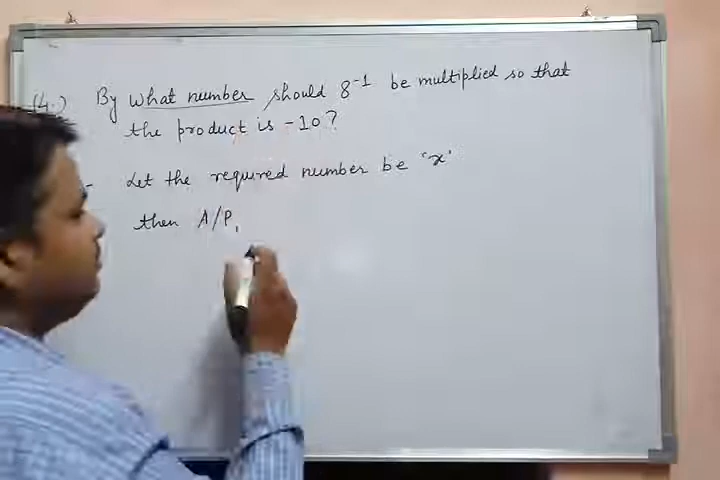 (4.) By what number should 8⁻¹ be multiplied so that
the product is -10?
- Let the required number be 'x'
then A/P,